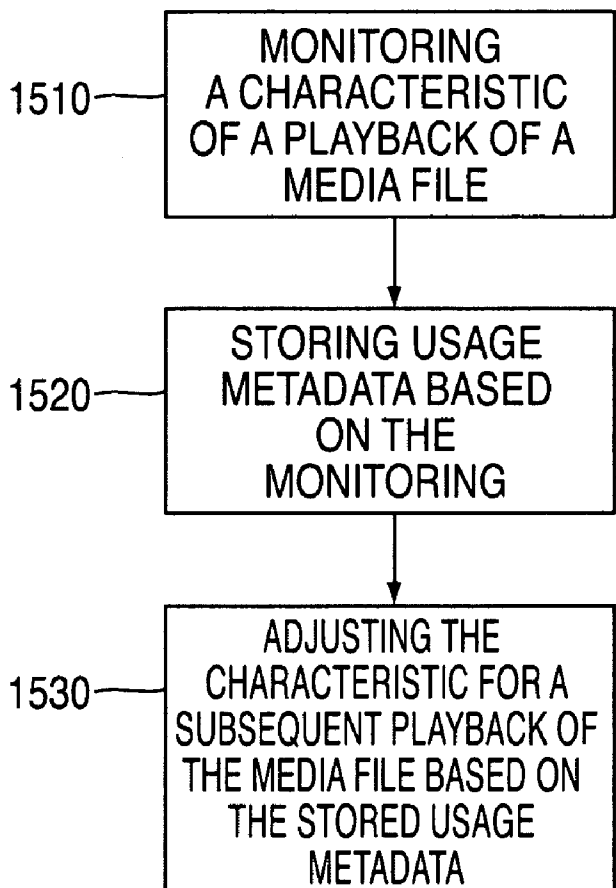 MONITORING
1510
A CHARACTERISTIC
OF A PLAYBACK OF A
MEDIA FILE
STORING USAGE
1520
METADATA BASED
ON THE
MONITORING
ADJUSTING THE
1530
CHARACTERISTIC FOR A
SUBSEQUENT PLAYBACK OF
THE MEDIA FILE BASED ON
THE STORED USAGE
METADATA